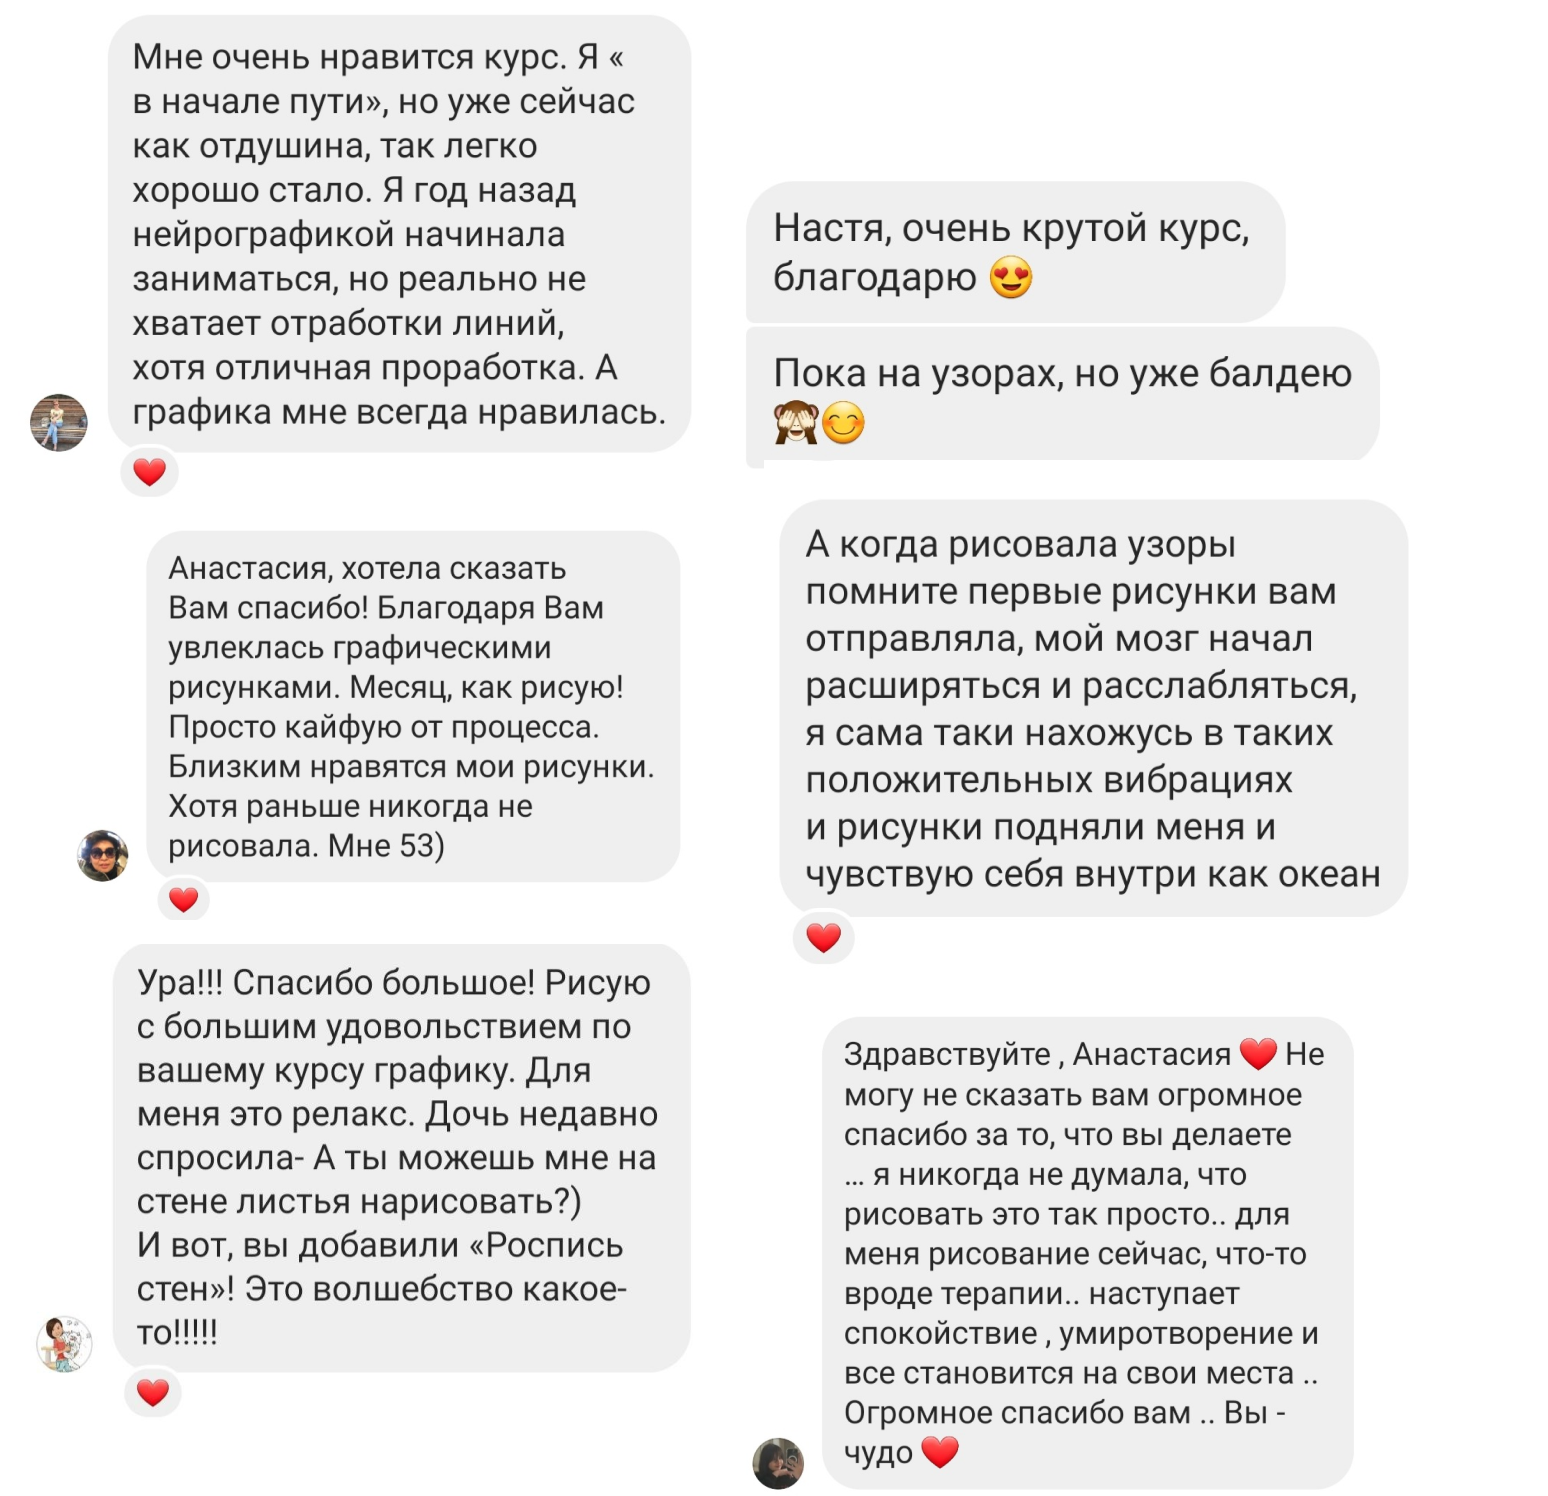 Мне очень нравится курс. Я «
в начале пути», но уже сейчас
как отдушина, так легко
хорошо стало. Я год назад
нейрографикой начинала
заниматься, но реально не
хватает отработки линий,
хотя отличная проработка. А
графика мне всегда нравилась.
Анастасия, хотела сказать
Вам спасибо! Благодаря Вам
увлеклась графическими
рисунками. Месяц, как рисую!
Просто кайфую от процесса.
Близким нравятся мои рисунки.
Хотя раньше никогда не
рисовала. Мне 53)
Ура!!! Спасибо большое! Рисую
с большим удовольствием по
вашему курсу графику. Для
меня это релакс. Дочь недавно
спросила- А ты можешь мне на
стене листья нарисовать?)
И вот, вы добавили «Роспись
стен»! Это волшебство какое-
то!!!!!
Настя, очень крутой курс,
благодарю 😍
Пока на узорах, но уже балдею
🙈😊
А когда рисовала узоры
помните первые рисунки вам
отправляла, мой мозг начал
расширяться и расслабляться,
я сама таки нахожусь в таких
положительных вибрациях
и рисунки подняли меня и
чувствую себя внутри как океан
Здравствуйте , Анастасия ❤️ Не
могу не сказать вам огромное
спасибо за то, что вы делаете
... я никогда не думала, что
рисовать это так просто.. для
меня рисование сейчас, что-то
вроде терапии.. наступает
спокойствие , умиротворение и
все становится на свои места ..
Огромное спасибо вам .. Вы -
чудо ❤️